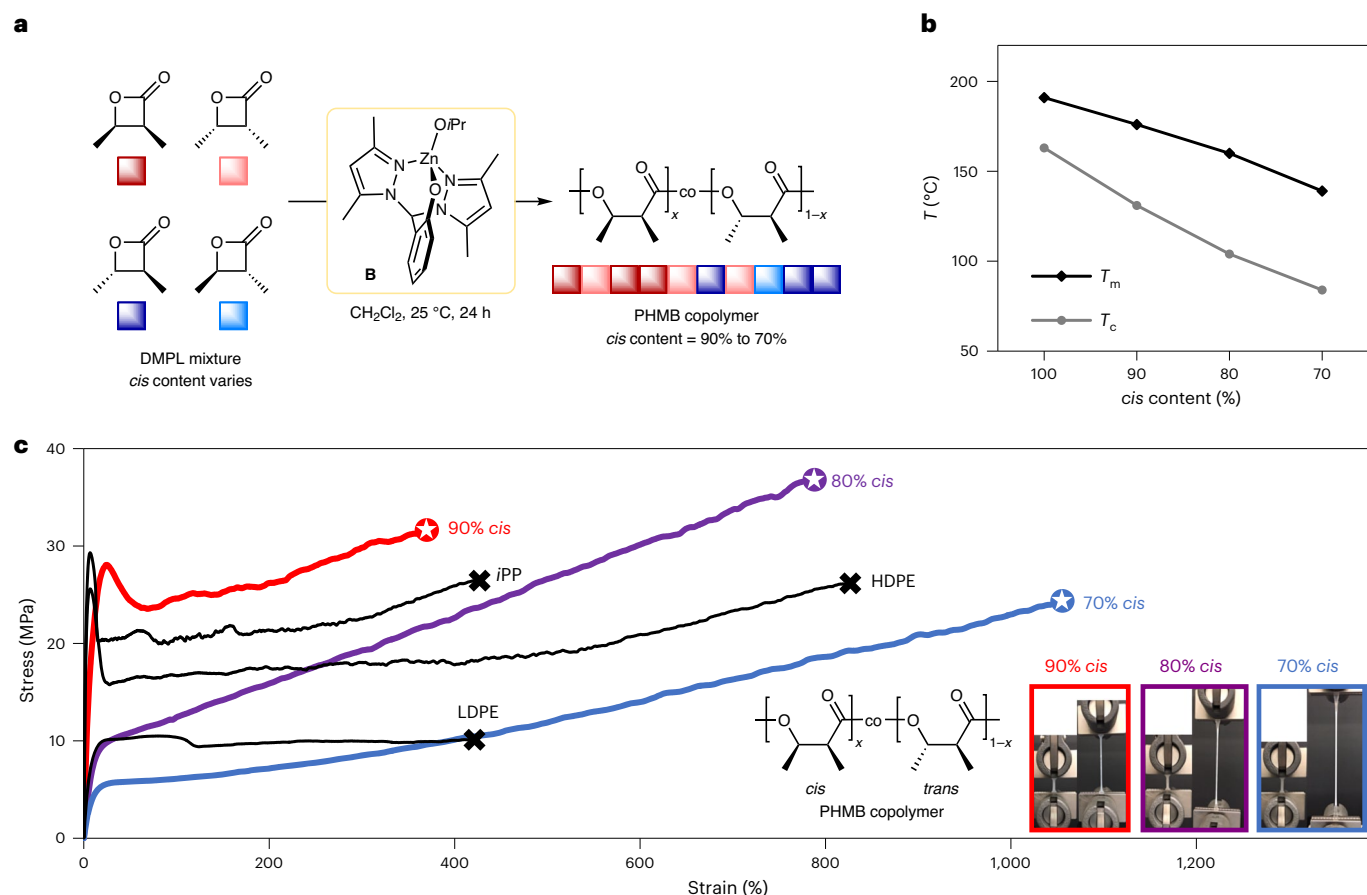 a
O
O
O
O
O
O
O
O
DMPL mixture
cis content varies
OiPr
Zn
N
N
O
N
N
B
CH2Cl2, 25 °C, 24 h
O
O
x
co
O
O
1–x
PHMB copolymer
cis content = 90% to 70%
b
200
150
100
50
T (°C)
Tm
Tc
100
90
80
70
cis content (%)
c
40
30
20
10
0
Stress (MPa)
90% cis
80% cis
iPP
HDPE
70% cis
LDPE
O
O
x
co
O
O
1–x
cis
trans
PHMB copolymer
90% cis
80% cis
70% cis
0
200
400
600
800
1,000
1,200
Strain (%)